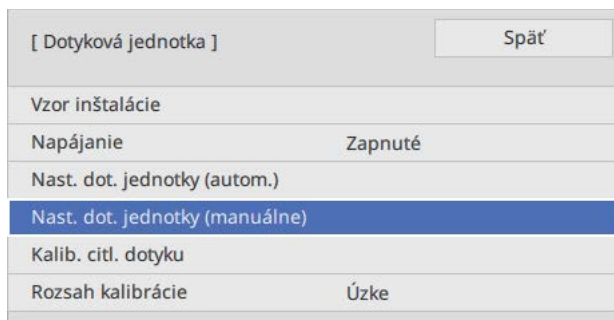 [ Dotyková jednotka ] Späť
Vzor inštalácie
Napájanie Zapnuté
Nast. dot. jednotky (autom.)
Nast. dot. jednotky (manuálne)
Kalib. citl. dotyku
Rozsah kalibrácie Úzke